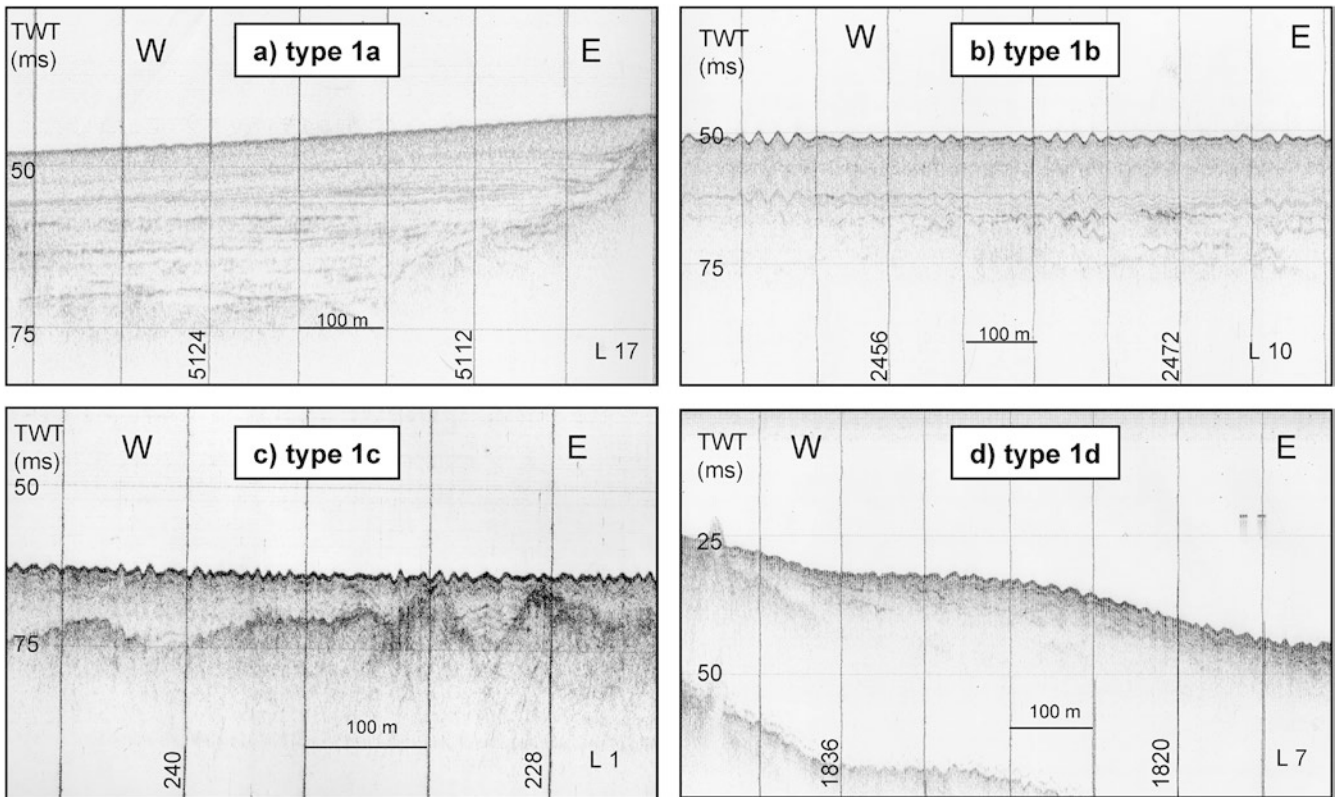 TWT
(ms)
W
a) type 1a
E
50
75
5124
100 m
5112
L 17
TWT
(ms)
W
b) type 1b
E
50
75
2456
100 m
2472
L 10
TWT
(ms)
W
c) type 1c
E
50
75
240
100 m
228
L 1
TWT
(ms)
W
d) type 1d
E
25
50
1836
100 m
1820
L 7